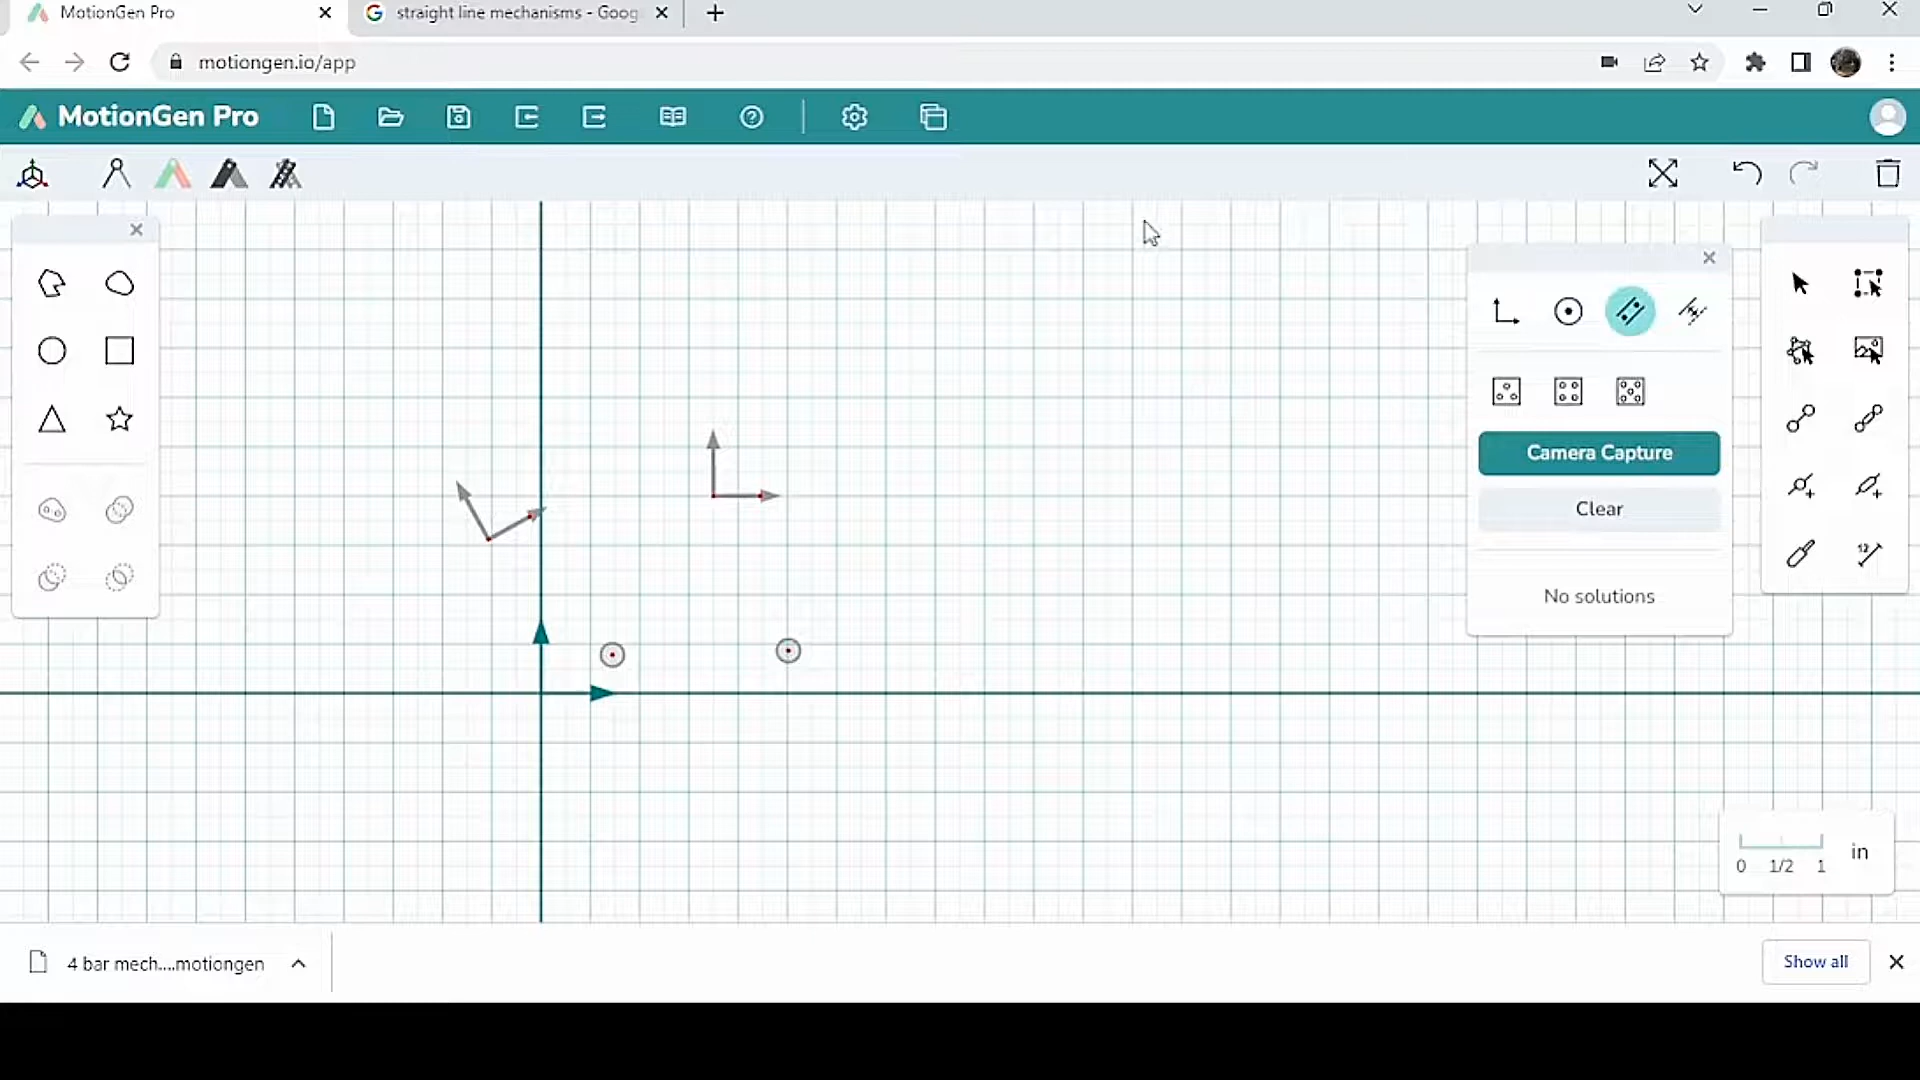 MotionGen Pro
straight line mechanisms - Goog
motiongen.io/app
MotionGen Pro
Camera Capture
Clear
No solutions
0 1/2 1 in
4 bar mech....motiongen
Show all